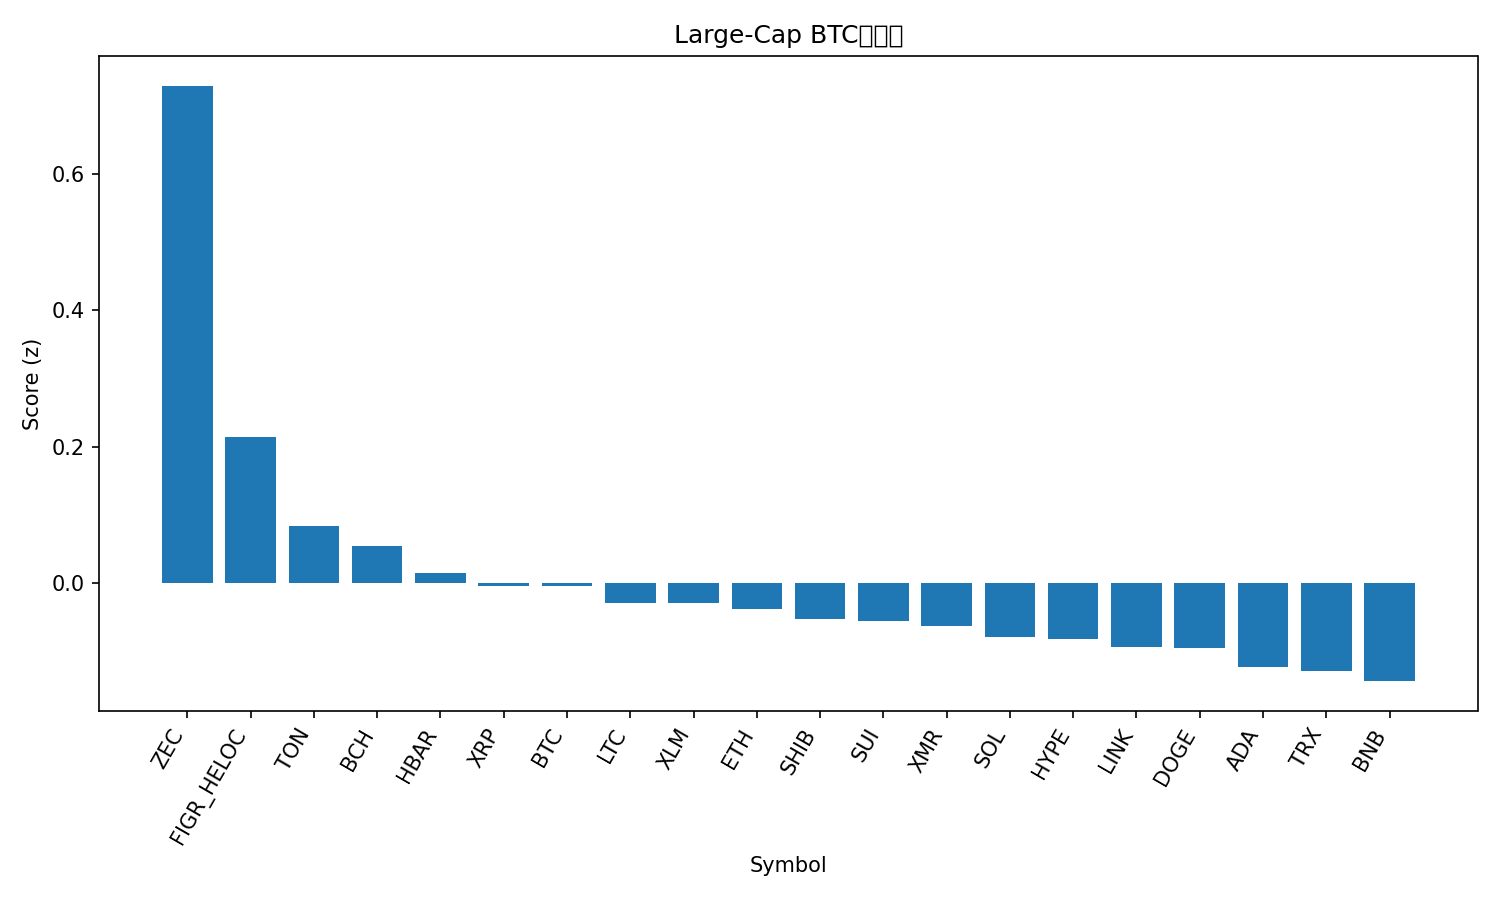 Large-Cap BTC
Score (z)
0.6
0.4
0.2
0.0
ZEC
FIGR_HELOC
TON
BCH
HBAR
XRP
BTC
LTC
XLM
ETH
SHIB
SUI
XMR
SOL
HYPE
LINK
DOGE
ADA
TRX
BNB
Symbol